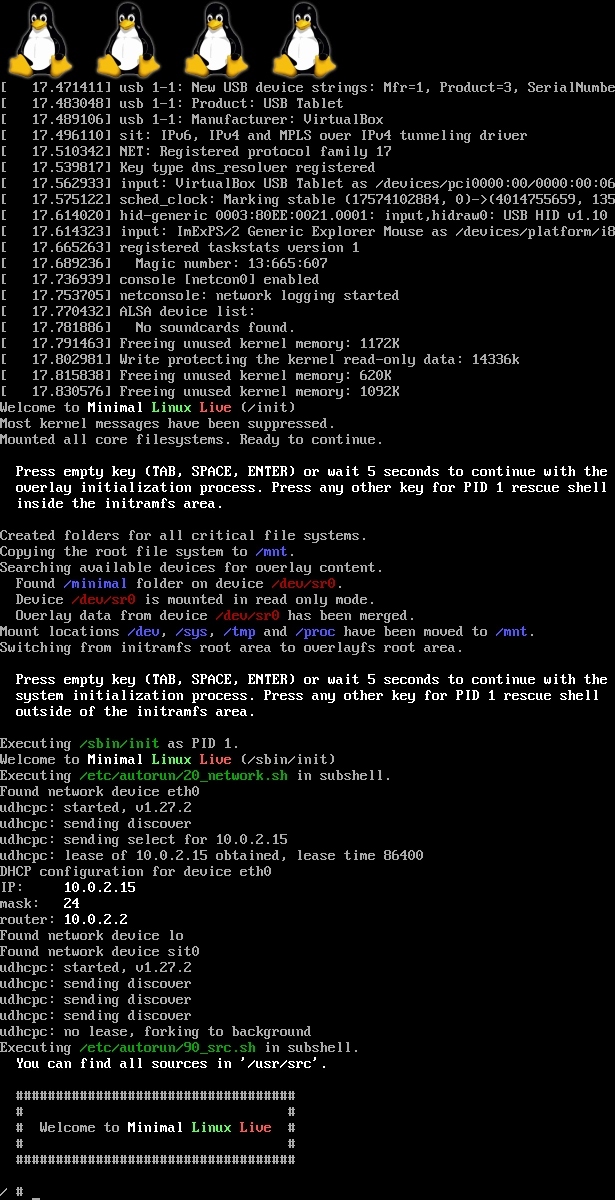 [   17.471411] usb 1-1: New USB device strings: Mfr=1, Product=3, SerialNumbe
[   17.483048] usb 1-1: Product: USB Tablet
[   17.489106] usb 1-1: Manufacturer: VirtualBox
[   17.496110] sit: IPv6, IPv4 and MPLS over IPv4 tunneling driver
[   17.510342] NET: Registered protocol family 17
[   17.539817] Key type dns_resolver registered
[   17.562933] input: VirtualBox USB Tablet as /devices/pci0000:00/0000:00:06
[   17.575122] sched_clock: Marking stable (17574102884, 0)->(4014755659, 135
[   17.614020] hid-generic 0003:80EE:0021.0001: input,hidraw0: USB HID v1.10
[   17.614323] input: ImExPS/2 Generic Explorer Mouse as /devices/platform/i8
[   17.665263] registered taskstats version 1
[   17.689236]   Magic number: 13:665:607
[   17.736939] console [netcon0] enabled
[   17.753705] netconsole: network logging started
[   17.770432] ALSA device list:
[   17.781886]   No soundcards found.
[   17.791463] Freeing unused kernel memory: 1172K
[   17.802981] Write protecting the kernel read-only data: 14336k
[   17.815838] Freeing unused kernel memory: 620K
[   17.830576] Freeing unused kernel memory: 1092K
Welcome to Minimal Linux Live (/init)
Most kernel messages have been suppressed.
Mounted all core filesystems. Ready to continue.
  Press empty key (TAB, SPACE, ENTER) or wait 5 seconds to continue with the
  overlay initialization process. Press any other key for PID 1 rescue shell
  inside the initramfs area.
Created folders for all critical file systems.
Copying the root file system to /mnt.
Searching available devices for overlay content.
  Found /minimal folder on device /dev/sr0.
  Device /dev/sr0 is mounted in read only mode.
  Overlay data from device /dev/sr0 has been merged.
Mount locations /dev, /sys, /tmp and /proc have been moved to /mnt.
Switching from initramfs root area to overlayfs root area.
  Press empty key (TAB, SPACE, ENTER) or wait 5 seconds to continue with the
  system initialization process. Press any other key for PID 1 rescue shell
  outside of the initramfs area.
Executing /sbin/init as PID 1.
Welcome to Minimal Linux Live (/sbin/init)
Executing /etc/autorun/20_network.sh in subshell.
Found network device eth0
udhcpc: started, v1.27.2
udhcpc: sending discover
udhcpc: sending select for 10.0.2.15
udhcpc: lease of 10.0.2.15 obtained, lease time 86400
DHCP configuration for device eth0
IP:     10.0.2.15
mask:   24
router: 10.0.2.2
Found network device lo
Found network device sit0
udhcpc: started, v1.27.2
udhcpc: sending discover
udhcpc: sending discover
udhcpc: sending discover
udhcpc: no lease, forking to background
Executing /etc/autorun/90_src.sh in subshell.
  You can find all sources in '/usr/src'.
  ###################################
  #                                 #
  #  Welcome to Minimal Linux Live  #
  #                                 #
  ###################################
/ # _